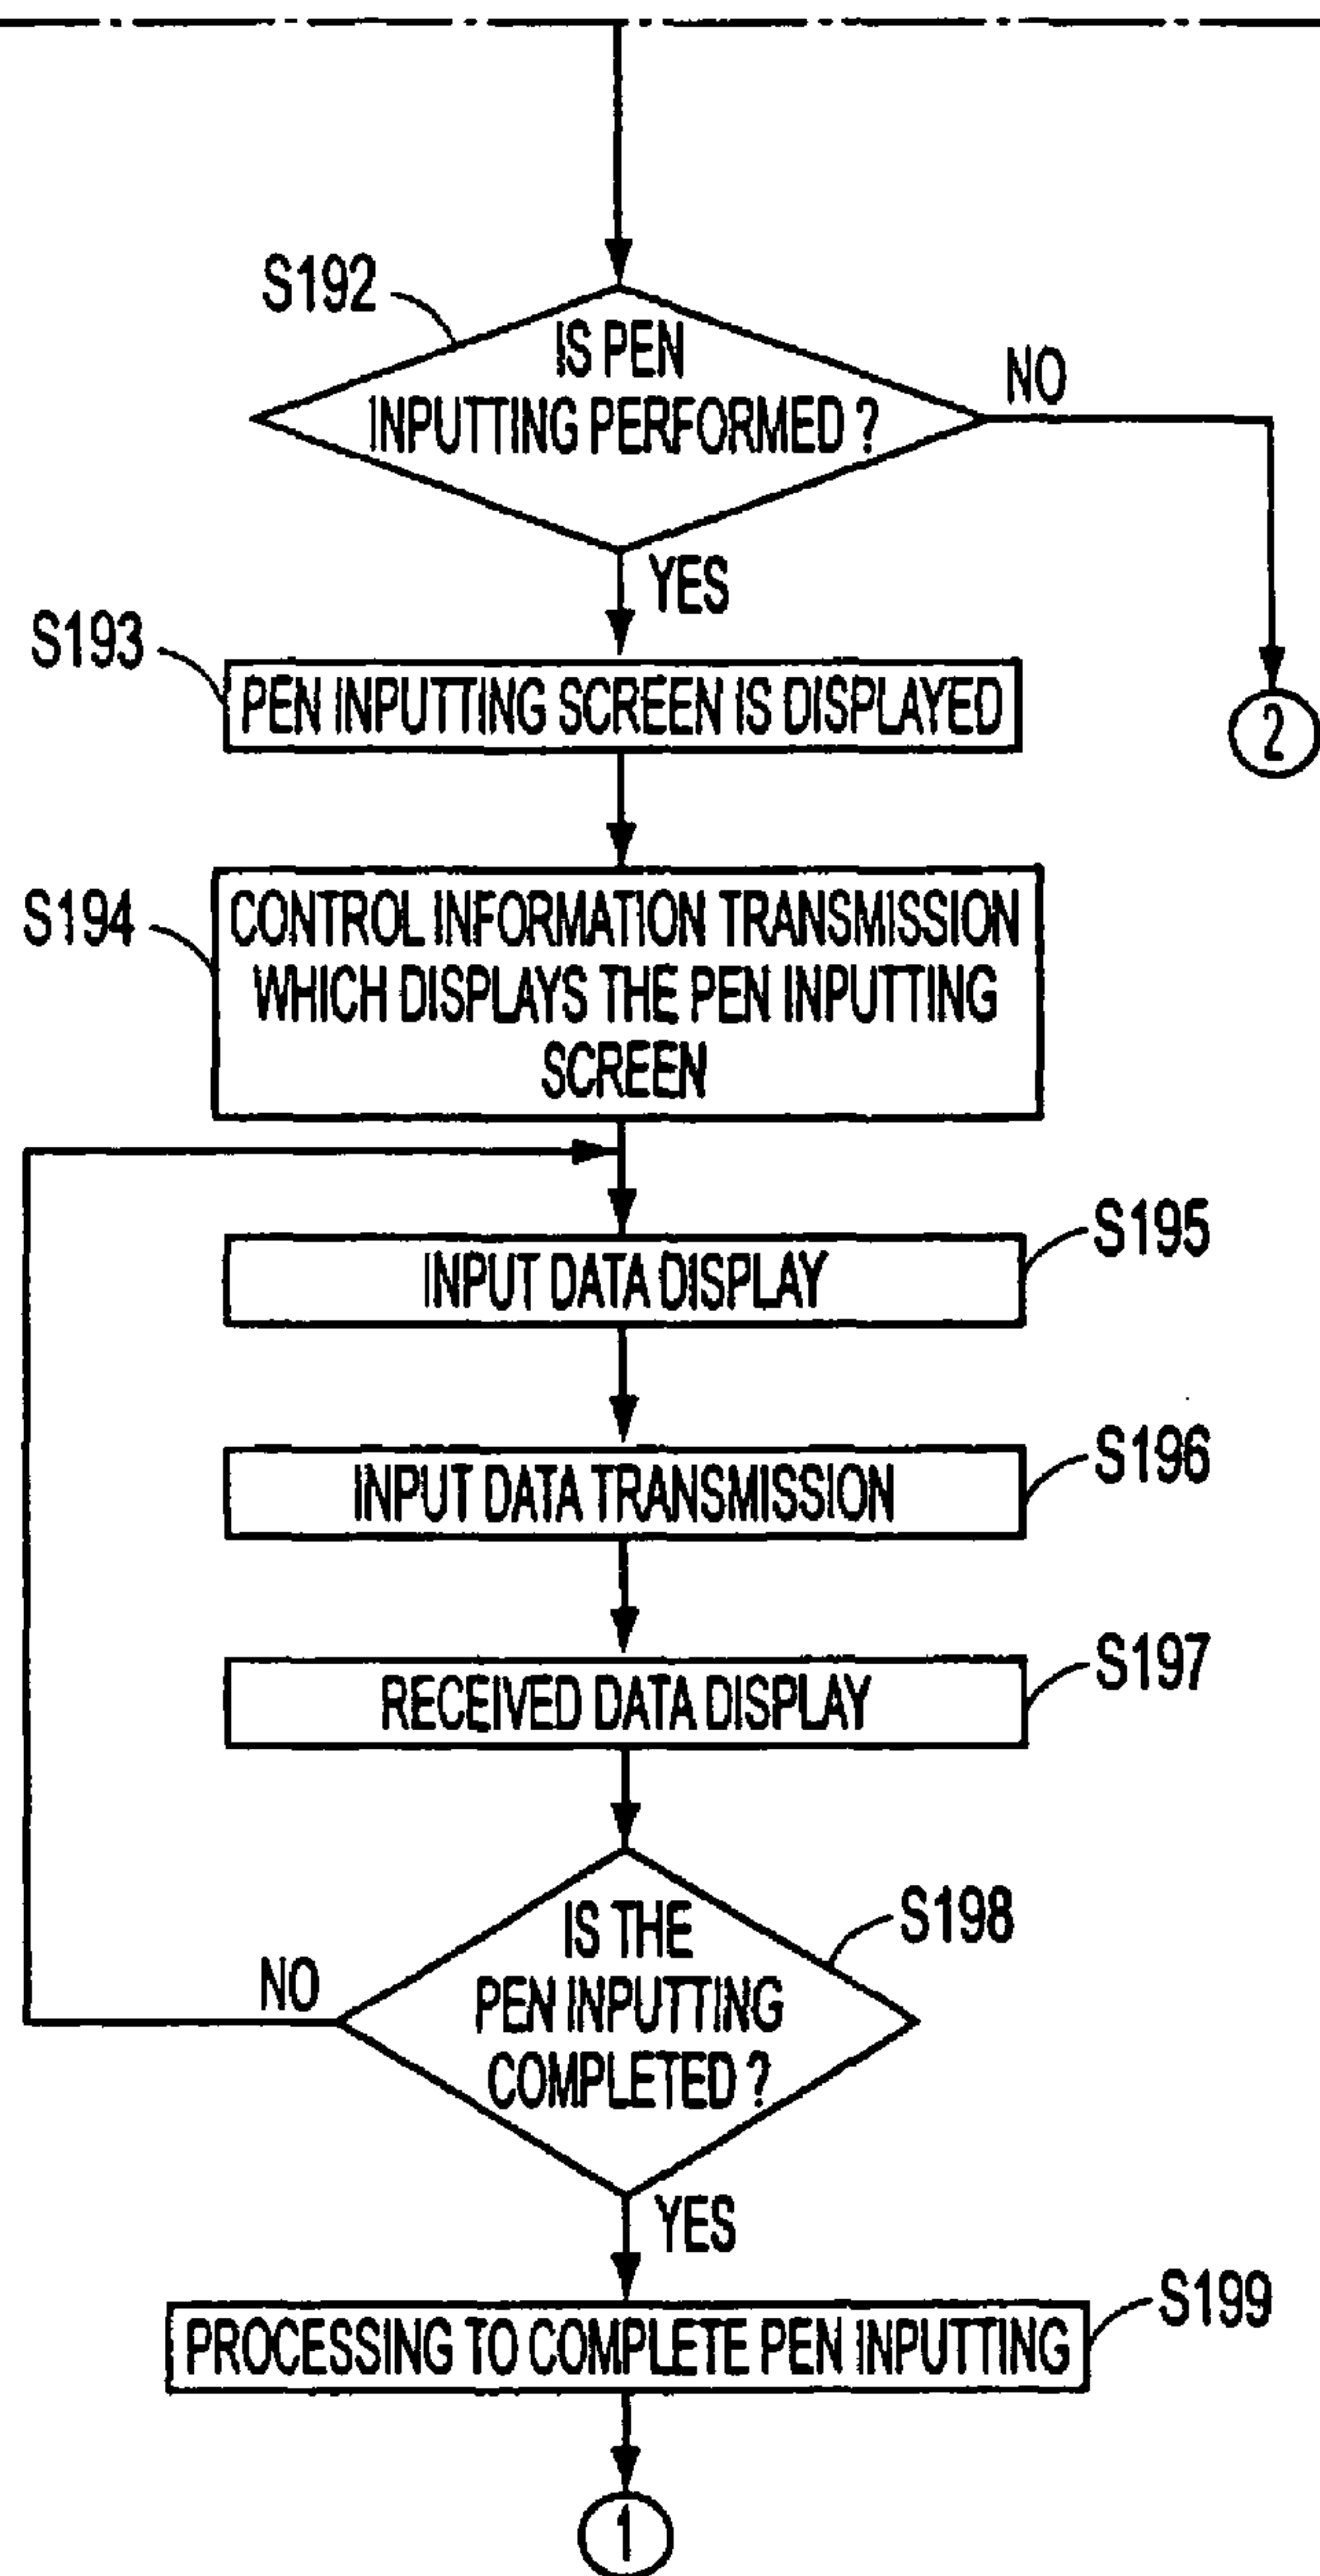 S192
IS PEN
INPUTTING PERFORMED ?
NO
YES
S193
PEN INPUTTING SCREEN IS DISPLAYED
2
S194
CONTROL INFORMATION TRANSMISSION
WHICH DISPLAYS THE PEN INPUTTING
SCREEN
S195
INPUT DATA DISPLAY
S196
INPUT DATA TRANSMISSION
S197
RECEIVED DATA DISPLAY
S198
IS THE
PEN INPUTTING
COMPLETED ?
NO
YES
S199
PROCESSING TO COMPLETE PEN INPUTTING
1